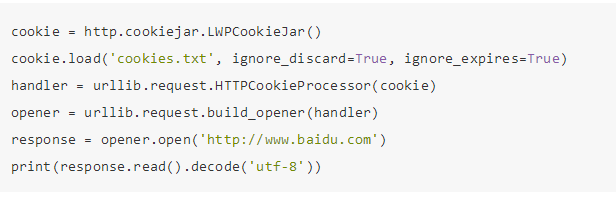 cookie = http.cookiejar.LWPCookieJar()
cookie.load('cookies.txt', ignore_discard=True, ignore_expires=True)
handler = urllib.request.HTTPCookieProcessor(cookie)
opener = urllib.request.build_opener(handler)
response = opener.open('http://www.baidu.com')
print(response.read().decode('utf-8'))